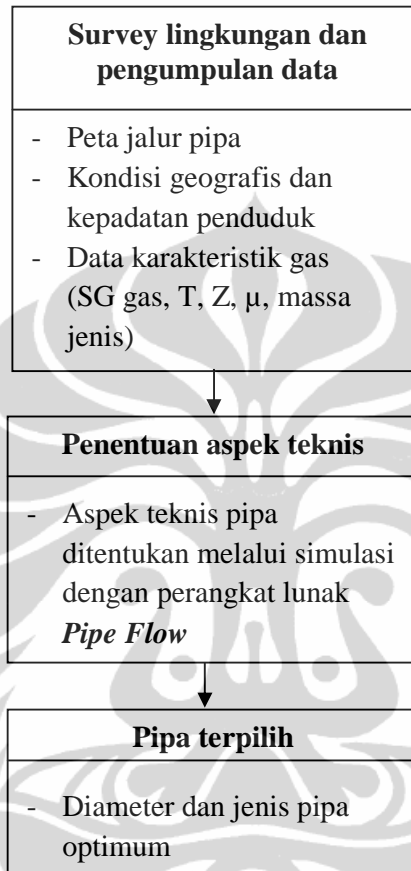 Survey lingkungan dan
pengumpulan data
- Peta jalur pipa
- Kondisi geografis dan
kepadatan penduduk
- Data karakteristik gas
(SG gas, T, Z, µ, massa
jenis)
Penentuan aspek teknis
- Aspek teknis pipa
ditentukan melalui simulasi
dengan perangkat lunak
Pipe Flow
Pipa terpilih
- Diameter dan jenis pipa
optimum